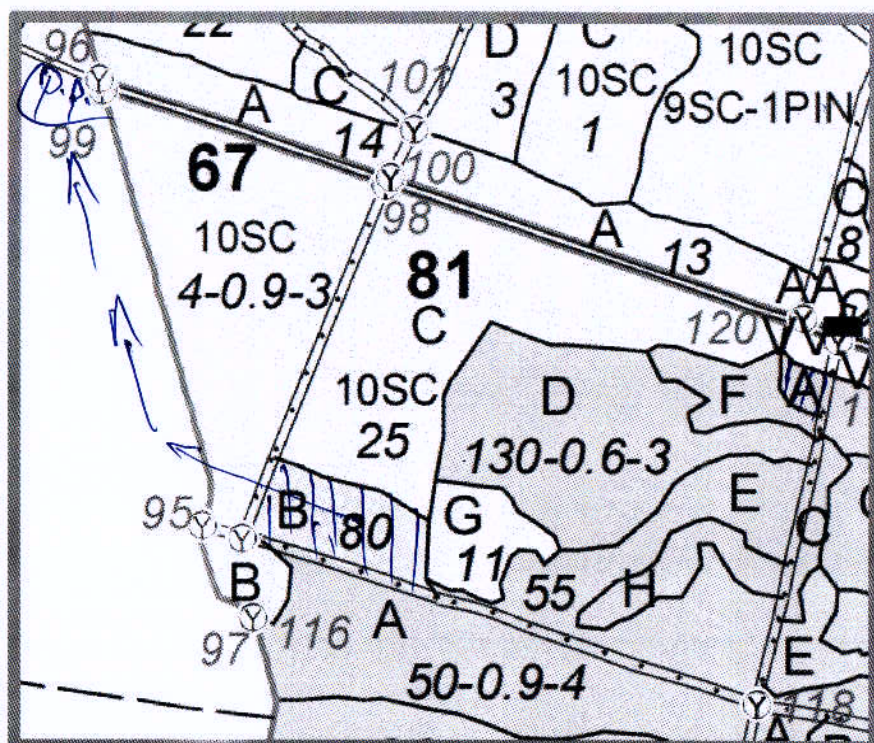 96
22
101
D
C
10SC
P.A.
A
C
3
10SC
9SC-1PIN
99
14
100
1
67
98
A
8
10SC
81
13
A A
4-0.9-3
C
120
V
10SC
D
F
A
1
25
130-0.6-3
E
95
B
80
G
C
11
B
A
55
H
97
116
E
50-0.9-4
118
A